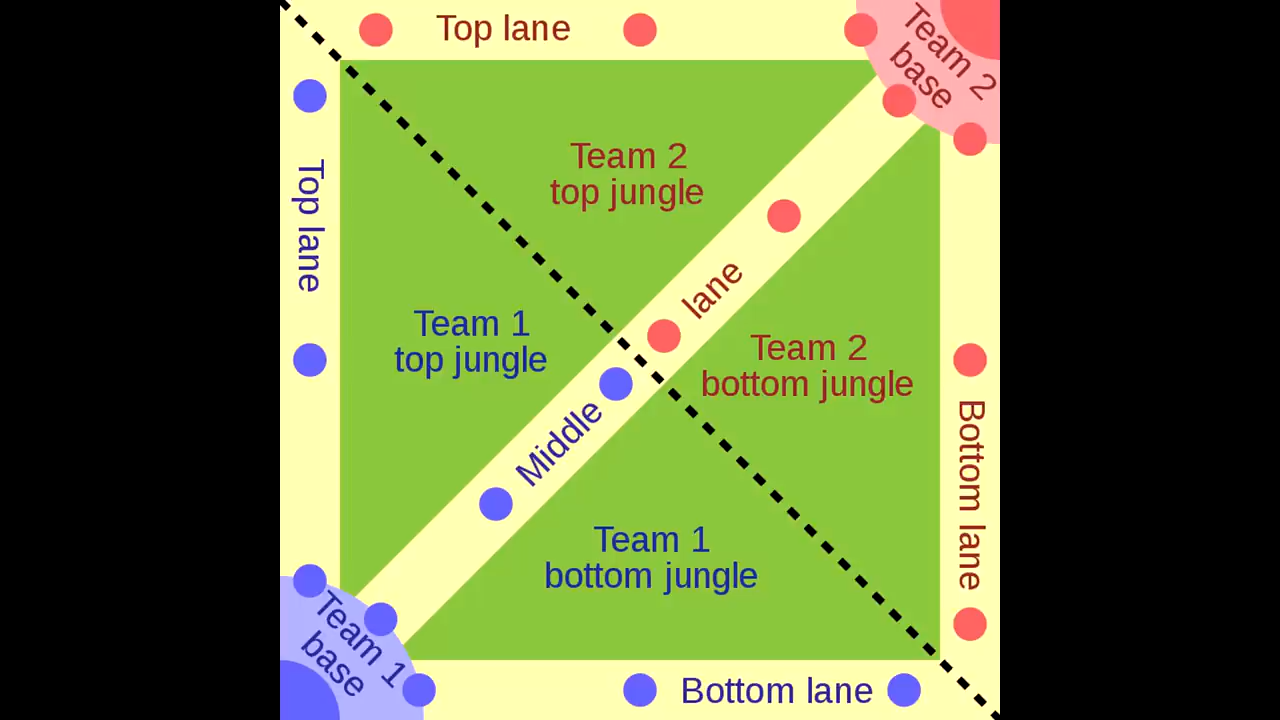 Top lane
Team 2
base
Top lane
Team 2
top jungle
Team 1
top jungle
Middle lane
Team 2
bottom jungle
Bottom lane
Team 1
bottom jungle
Team 1
base
Bottom lane